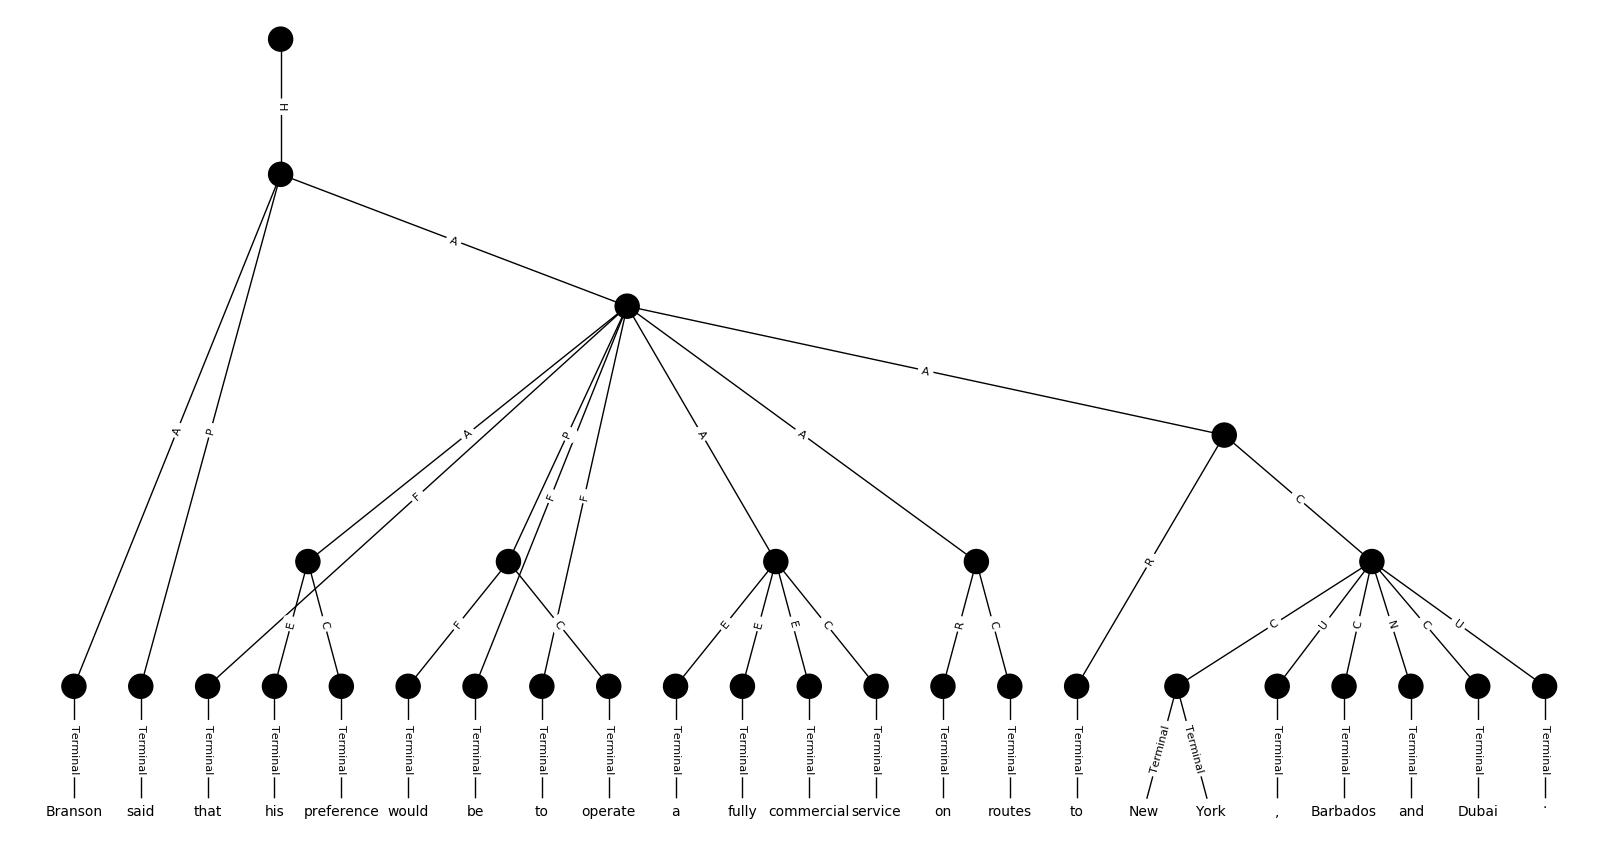 H
A
A
A P
A P A A
F F F C R
E C F C E E E C R C C U C N C U
Terminal Terminal Terminal Terminal Terminal Terminal Terminal Terminal Terminal Terminal Terminal Terminal Terminal Terminal Terminal Terminal Terminal Terminal Terminal Terminal Terminal Terminal Terminal
Branson said that his preference would be to operate a fully commercial service on routes to New York , Barbados and Dubai .